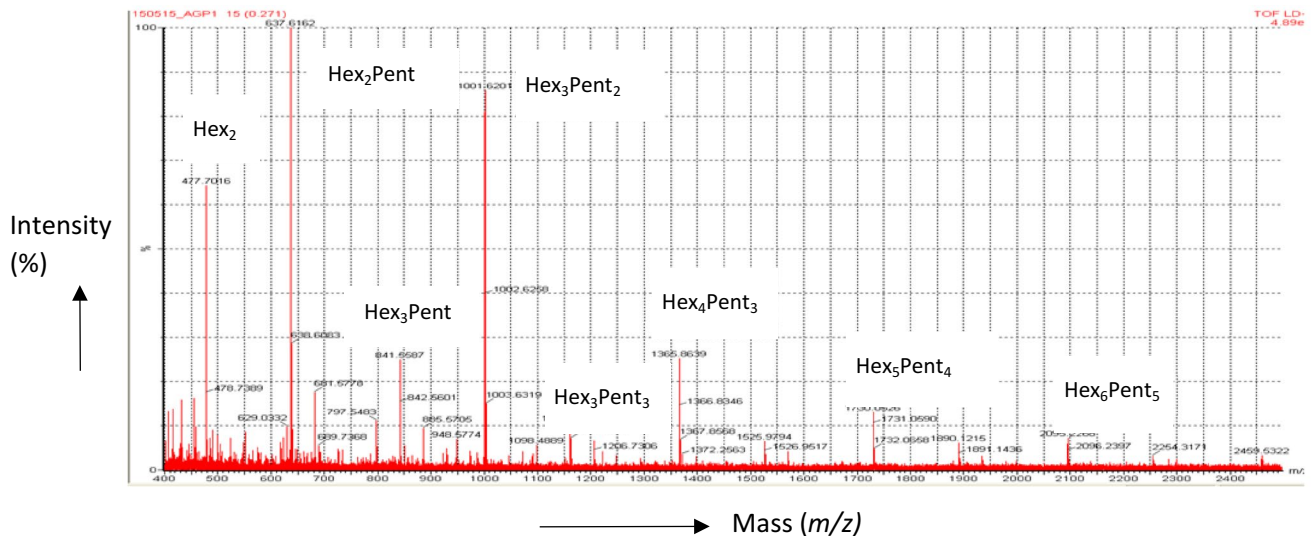 150515_AGP1 15 (0.271)
TOF LD+
4.89e
100
637.6162
Hex₂Pent
Hex₃Pent₂
1001.6201
Hex₂
477.7016
Intensity
(%)
%
1002.6258
Hex₄Pent₃
Hex₃Pent
638.6083
841.5587
1365.8639
Hex₅Pent₄
478.7389
681.5778
842.5601
1003.6319
Hex₃Pent₃
1366.8346
Hex₆Pent₅
629.0332
797.5483
885.5705
1731.0590
689.7368
948.5774
1098.4889
1206.7306
1367.8568
1372.2563
1525.9794
1526.9517
1732.0658
1890.1215
1891.1436
2096.2397
2254.3171
2459.5322
0
400 500 600 700 800 900 1000 1100 1200 1300 1400 1500 1600 1700 1800 1900 2000 2100 2200 2300 2400
m/z
Mass (m/z)